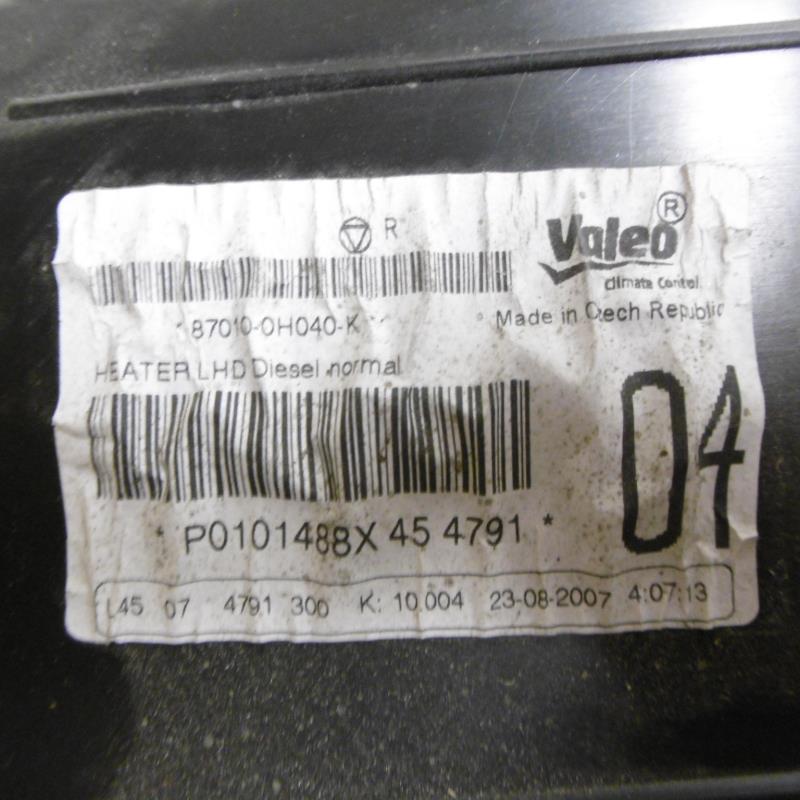 R
Valeo ®
Climate Control
* 87010-0H040-K *
Made in Czech Republic
HEATER LHD Diesel normal
04
* P0101488X 45 4791 *
L45 07 4791 300 K: 10.004 23-08-2007 4:07:13